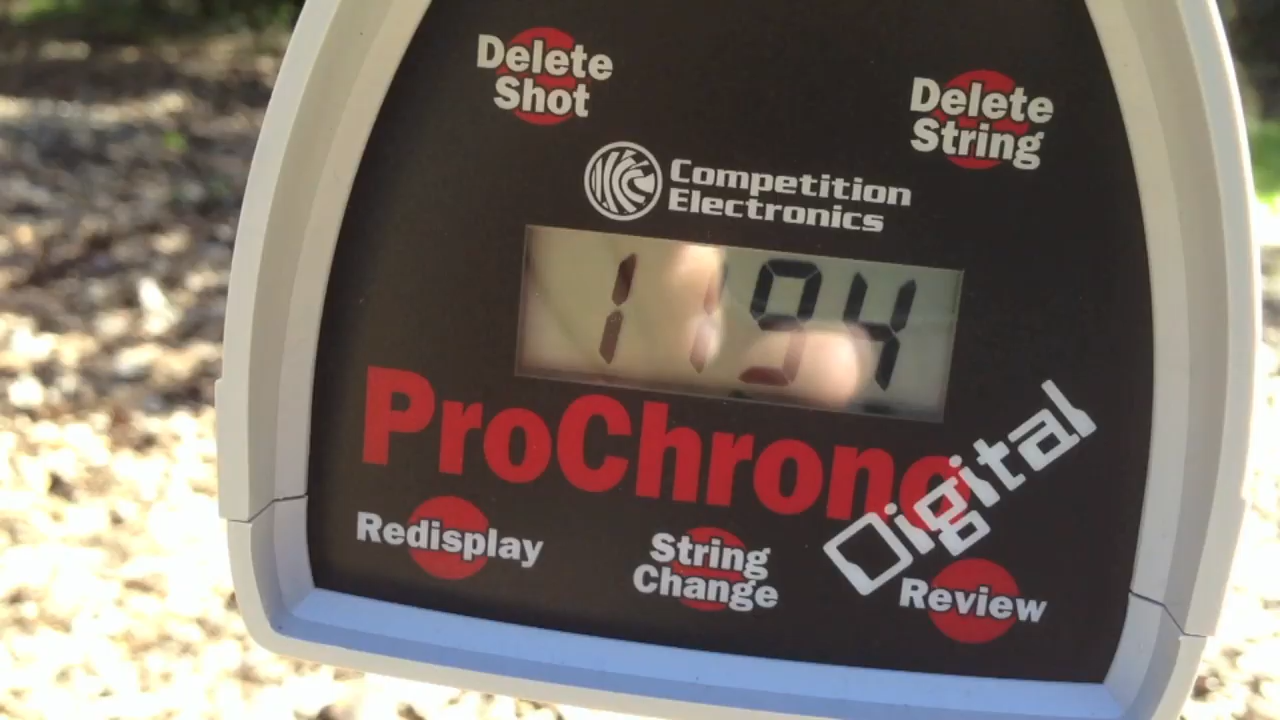 Delete
Shot
Delete
String
Competition
Electronics
1194
ProChrono
Digital
Redisplay
String
Change
Review